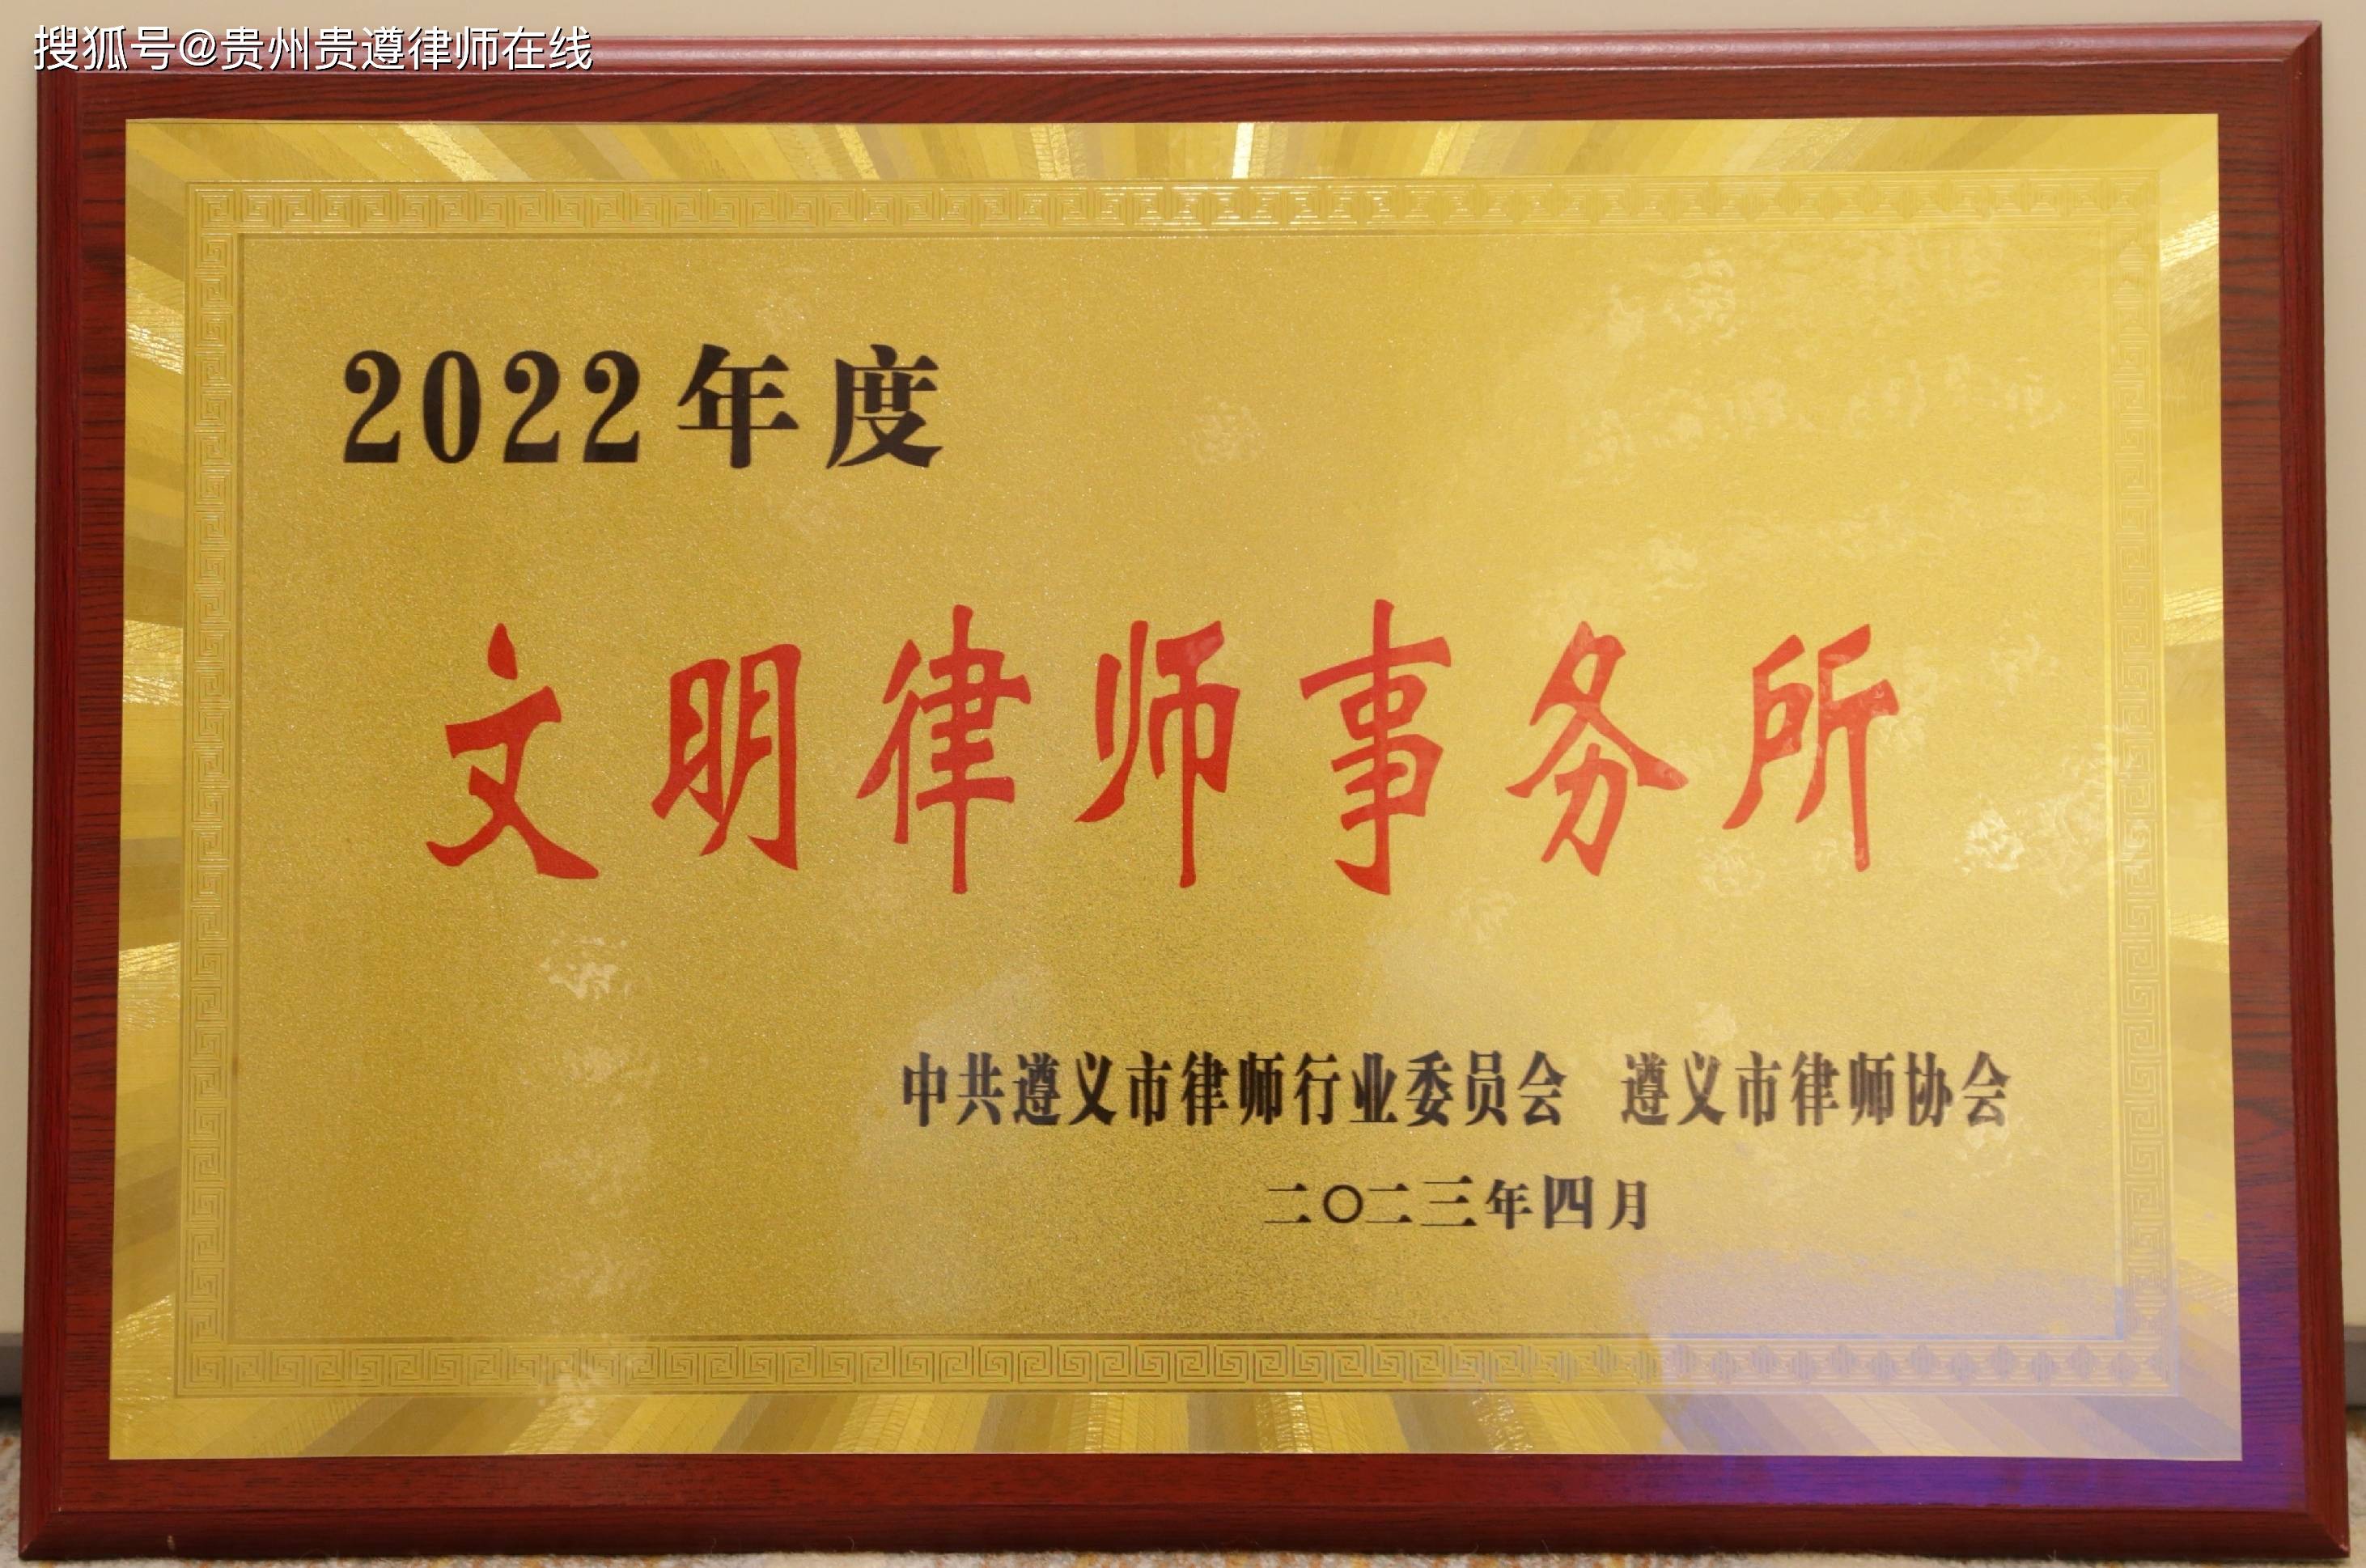 搜狐号@贵州贵遵律师在线
2022年度
文明律师事务所
中共遵义市律师行业委员会 遵义市律师协会
二〇二三年四月